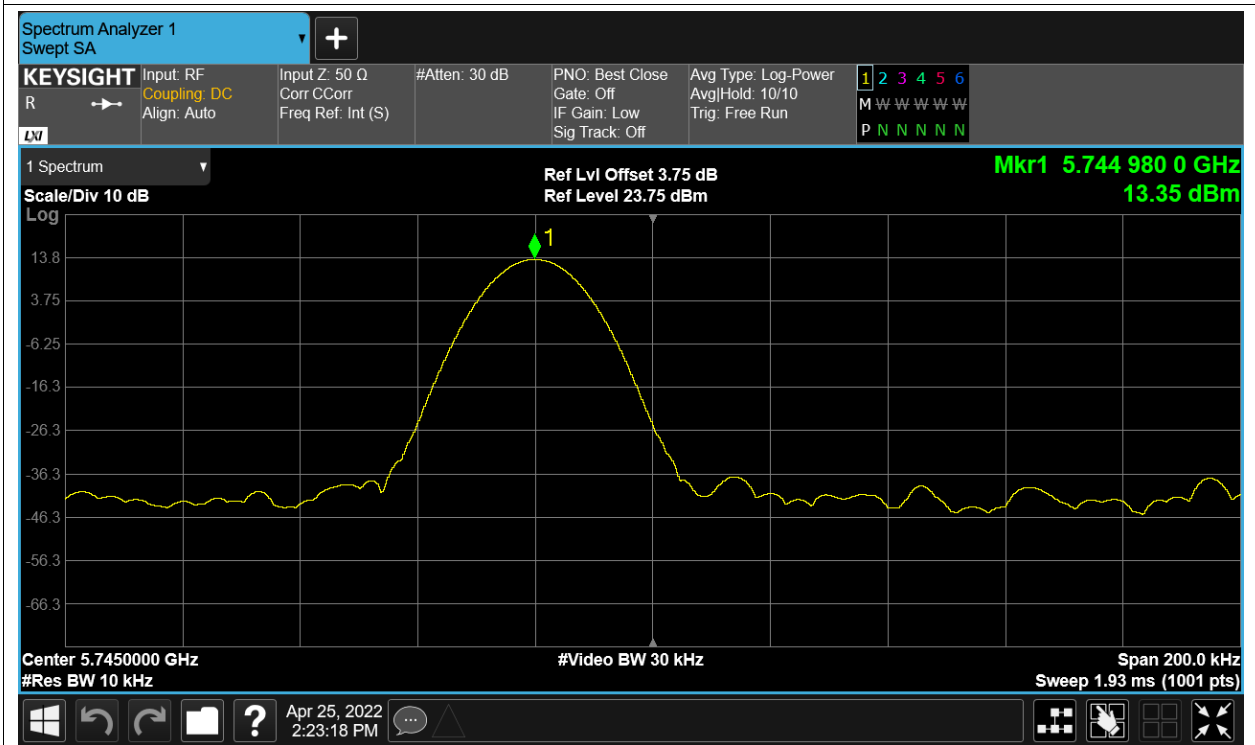 Spectrum Analyzer 1
Swept SA
KEYSIGHT
R
LXI
Input: RF
Coupling: DC
Align: Auto
Input Z: 50 Ω
Corr CCorr
Freq Ref: Int (S)
#Atten: 30 dB
PNO: Best Close
Gate: Off
IF Gain: Low
Sig Track: Off
Avg Type: Log-Power
Avg|Hold: 10/10
Trig: Free Run
1 2 3 4 5 6
M W W W W W
P N N N N N
1 Spectrum
Scale/Div 10 dB
Log
Ref Lvl Offset 3.75 dB
Ref Level 23.75 dBm
Mkr1 5.744 980 0 GHz
13.35 dBm
1
13.8
3.75
-6.25
-16.3
-26.3
-36.3
-46.3
-56.3
-66.3
Center 5.7450000 GHz
#Video BW 30 kHz
Span 200.0 kHz
#Res BW 10 kHz
Sweep 1.93 ms (1001 pts)
?
Apr 25, 2022
2:23:18 PM